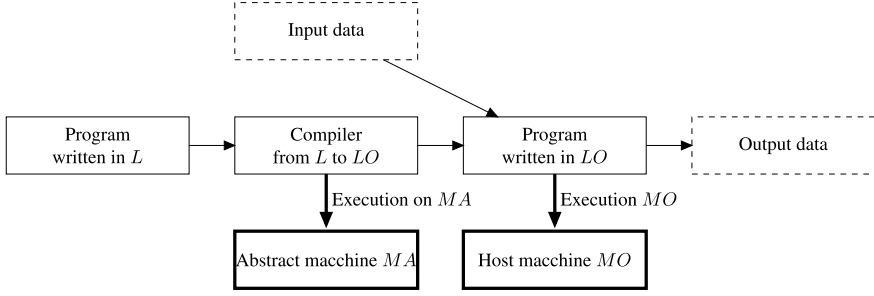 Input data
Program
written in L
Compiler
from L to LO
Program
written in LO
Output data
Execution on MA
Execution MO
Abstract macchine MA
Host macchine MO